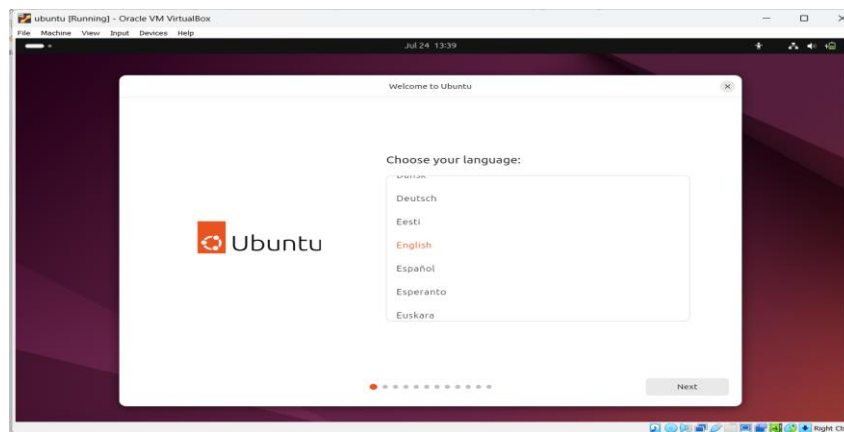 ubuntu [Running] - Oracle VM VirtualBox
File Machine View Input Devices Help
Jul 24 13:39
Welcome to Ubuntu
Choose your language:
Dansk
Deutsch
Eesti
English
Español
Esperanto
Euskara
Ubuntu
Next
Right